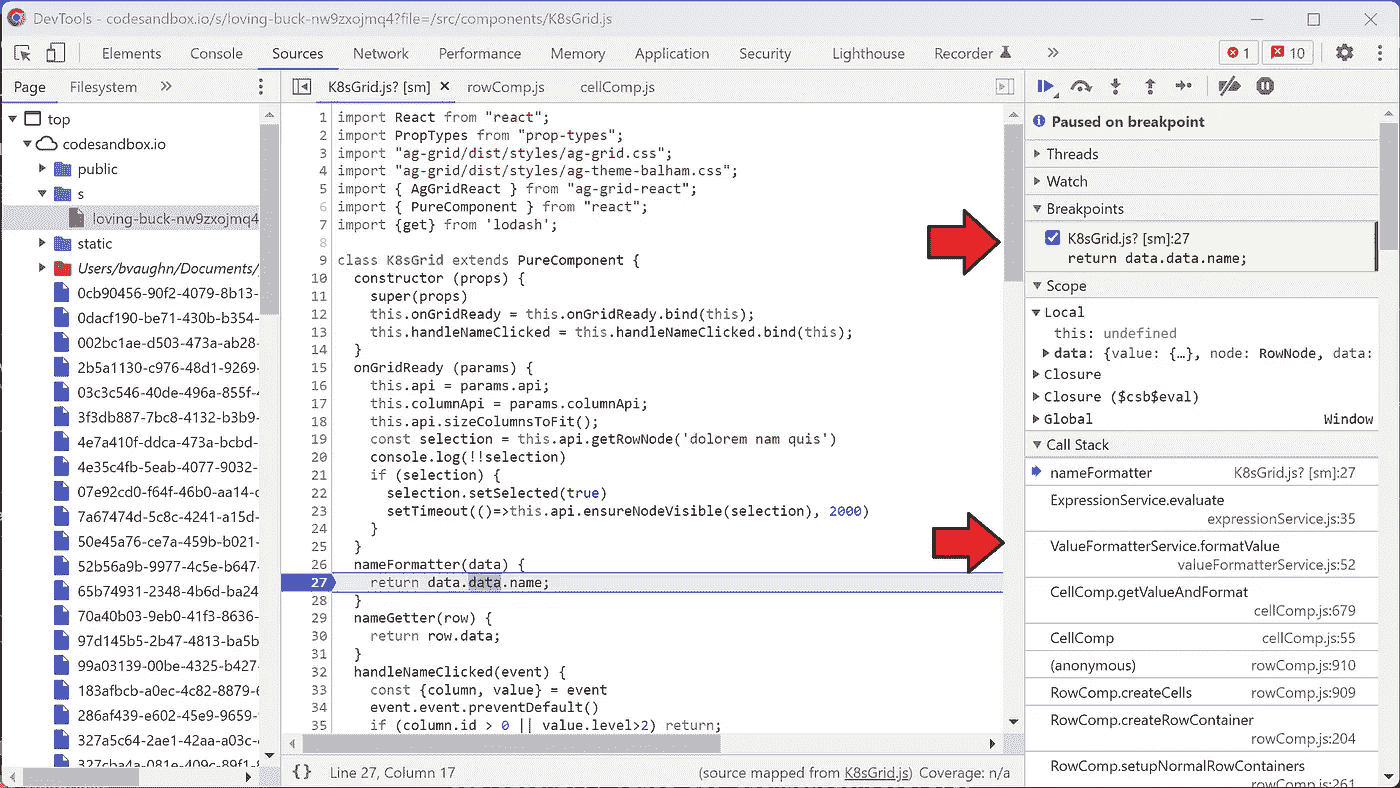 DevTools - codesandbox.io/s/loving-buck-nw9zxojmq4?file=/src/components/K8sGrid.js
Elements Console Sources Network Performance Memory Application Security Lighthouse Recorder 1 10
Page Filesystem
K8sGrid.js? [sm] rowComp.js cellComp.js
top
codesandbox.io
public
s
loving-buck-nw9zxojmq4
static
Users/bvaughn/Documents/
0cb90456-90f2-4079-8b13-
0dacf190-be71-430b-b354-
002bc1ae-d503-473a-ab28-
2b5a1130-c976-48d1-9269-
03c3c546-40de-496a-855f-
3f3db887-7bc8-4132-b3b9-
4e7a410f-ddca-473a-bcbd-
4e35c4fb-5eab-4077-9032-
07e92cd0-f64f-46b0-aa14-
7a67474d-5c8c-4241-a15d-
50e45a76-ce7a-459b-b021-
52b56a9b-9977-4c5e-b647-
65b74931-2348-4b6d-ba24
70a40b03-9eb0-41f3-8636-
97d145b5-2b47-4813-ba5b
99a03139-00be-4325-b427-
183afbcb-a0ec-4c82-8879-
286af439-e602-45e9-9659-
327a5c64-2ae1-42aa-a03c-
327cba4a-081e-409c-89f1-
1 import React from "react";
2 import PropTypes from "prop-types";
3 import "ag-grid/dist/styles/ag-grid.css";
4 import "ag-grid/dist/styles/ag-theme-balham.css";
5 import { AgGridReact } from "ag-grid-react";
6 import { PureComponent } from "react";
7 import {get} from 'lodash';
8
9 class K8sGrid extends PureComponent {
10 constructor (props) {
11 super(props)
12 this.onGridReady = this.onGridReady.bind(this);
13 this.handleNameClicked = this.handleNameClicked.bind(this);
14 }
15 onGridReady (params) {
16 this.api = params.api;
17 this.columnApi = params.columnApi;
18 this.api.sizeColumnsToFit();
19 const selection = this.api.getRowNode('dolorem nam quis')
20 console.log(!!selection)
21 if (selection) {
22 selection.setSelected(true)
23 setTimeout(()=>this.api.ensureNodeVisible(selection), 2000)
24 }
25 }
26 nameFormatter(data) {
27 return data.data.name;
28 }
29 nameGetter(row) {
30 return row.data;
31 }
32 handleNameClicked(event) {
33 const {column, value} = event
34 event.event.preventDefault()
35 if (column.id > 0 || value.level>2) return;
{} Line 27, Column 17 (source mapped from K8sGrid.js) Coverage: n/a
Paused on breakpoint
Threads
Watch
Breakpoints
K8sGrid.js? [sm]:27
return data.data.name;
Scope
Local
this: undefined
data: {value: {…}, node: RowNode, data:
Closure
Closure ($csb$eval)
Global Window
Call Stack
nameFormatter K8sGrid.js? [sm]:27
ExpressionService.evaluate
expressionService.js:35
ValueFormatterService.formatValue
valueFormatterService.js:52
CellComp.getValueAndFormat
cellComp.js:679
CellComp cellComp.js:55
(anonymous) rowComp.js:910
RowComp.createCells rowComp.js:909
RowComp.createRowContainer
rowComp.js:204
RowComp.setupNormalRowContainers
rowComp.js:261